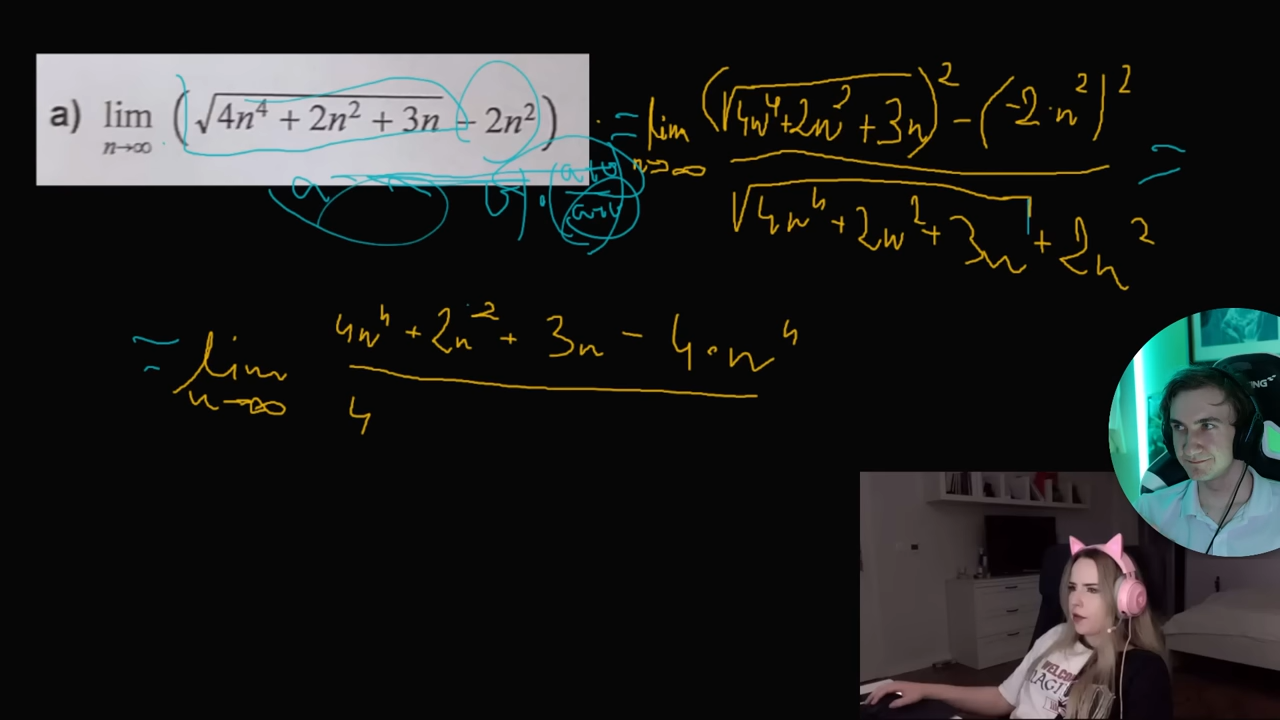 a) lim n→∞ (√4n⁴ + 2n² + 3n − 2n²)
= lim n→∞ (√4n⁴+2n²+3n)² − (−2·n²)² / √4n⁴+2n²+3n + 2n² =
a b) · (a+b / a+b)
= lim n→∞ 4n⁴ + 2n² + 3n − 4·n⁴ / 4
WELCO